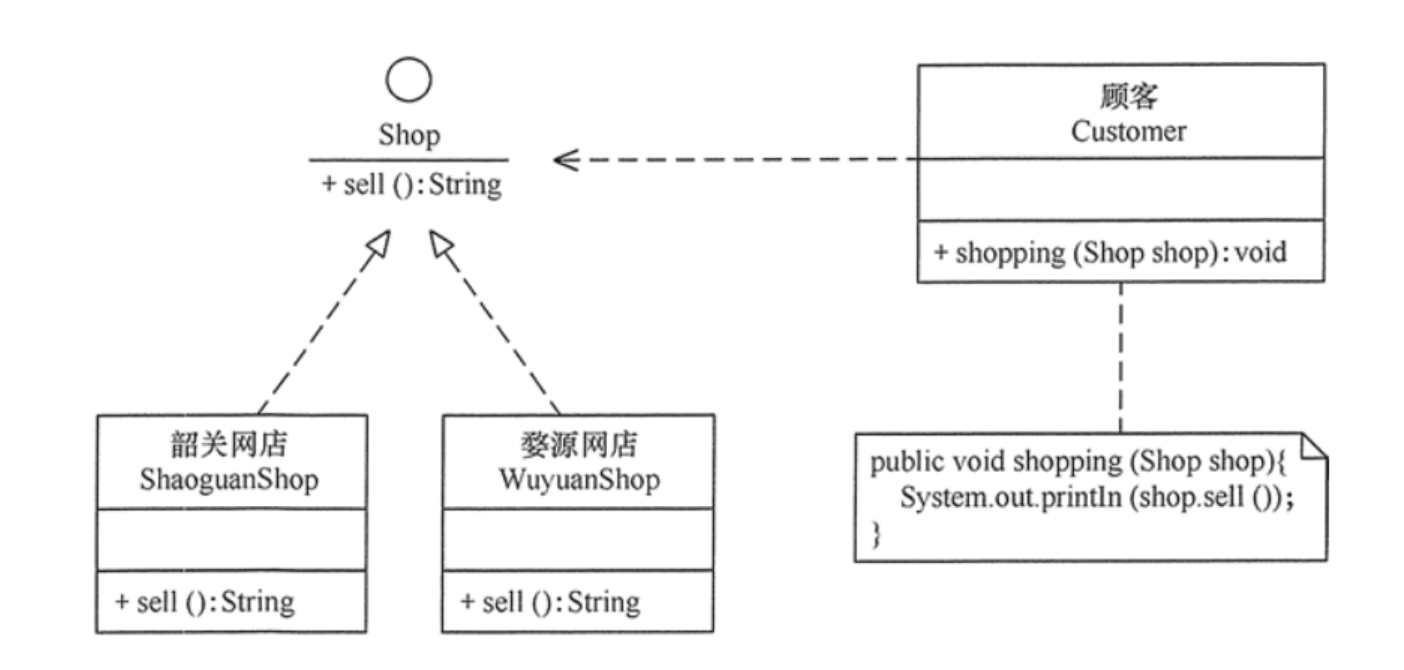 Shop
+ sell ():String
顾客
Customer
+ shopping (Shop shop):void
韶关网店
ShaoguanShop
+ sell ():String
婺源网店
WuyuanShop
+ sell ():String
public void shopping (Shop shop){
System.out.printIn (shop.sell ());
}